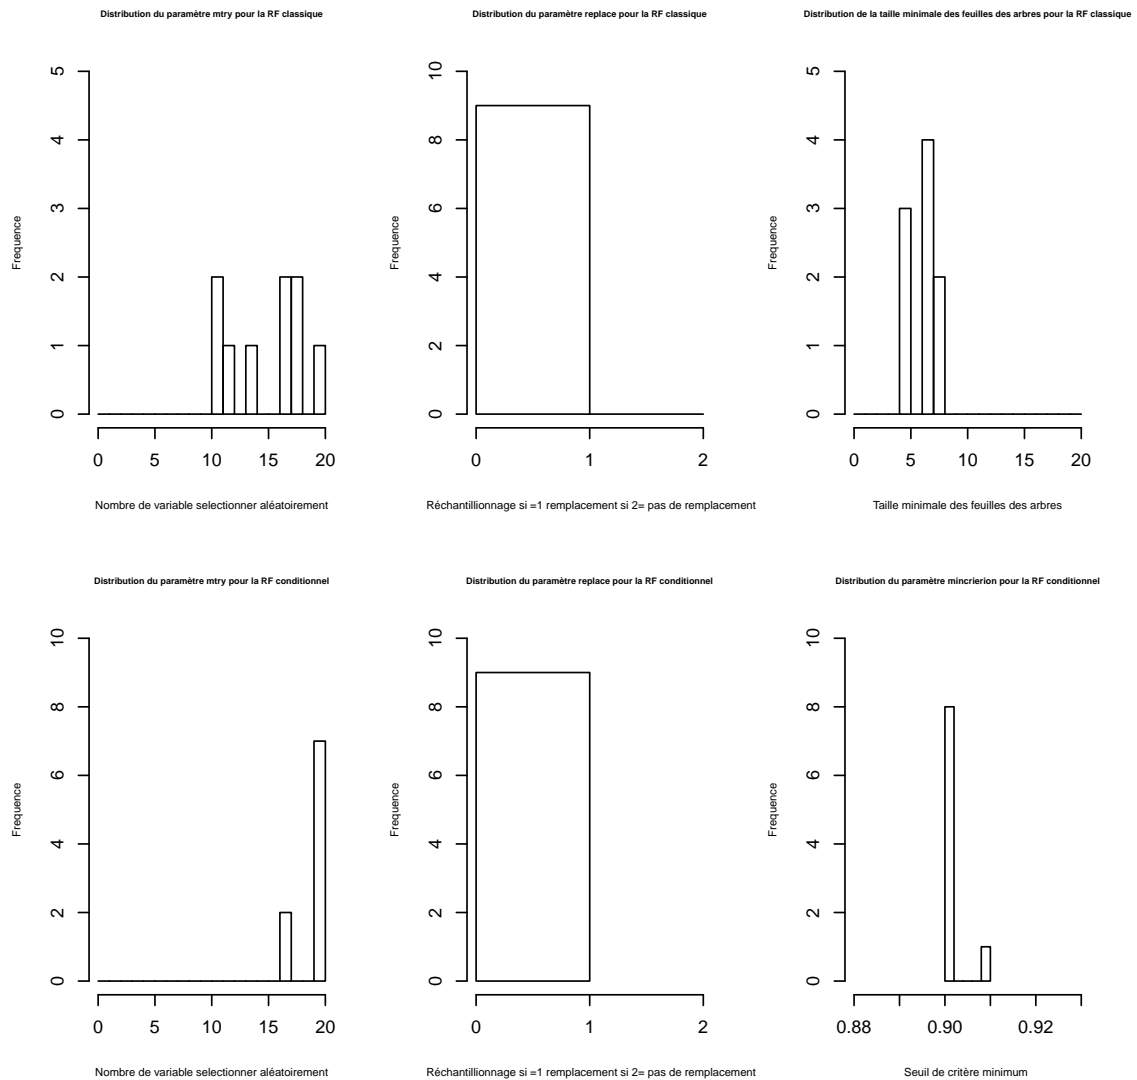 Distribution du paramètre mtry pour la RF classique
Frequence
5
4
3
2
1
0
0 5 10 15 20
Nombre de variable selectionner aléatoirement
Distribution du paramètre replace pour la RF classique
Frequence
10
8
6
4
2
0
0 1 2
Réchantillionnage si =1 remplacement si 2= pas de remplacement
Distribution de la taille minimale des feuilles des arbres pour la RF classique
Frequence
5
4
3
2
1
0
0 5 10 15 20
Taille minimale des feuilles des arbres
Distribution du paramètre mtry pour la RF conditionnel
Frequence
10
8
6
4
2
0
0 5 10 15 20
Nombre de variable selectionner aléatoirement
Distribution du paramètre replace pour la RF conditionnel
Frequence
10
8
6
4
2
0
0 1 2
Réchantillionnage si =1 remplacement si 2= pas de remplacement
Distribution du paramètre mincrierion pour la RF conditionnel
Frequence
10
8
6
4
2
0
0.88 0.90 0.92
Seuil de critère minimum